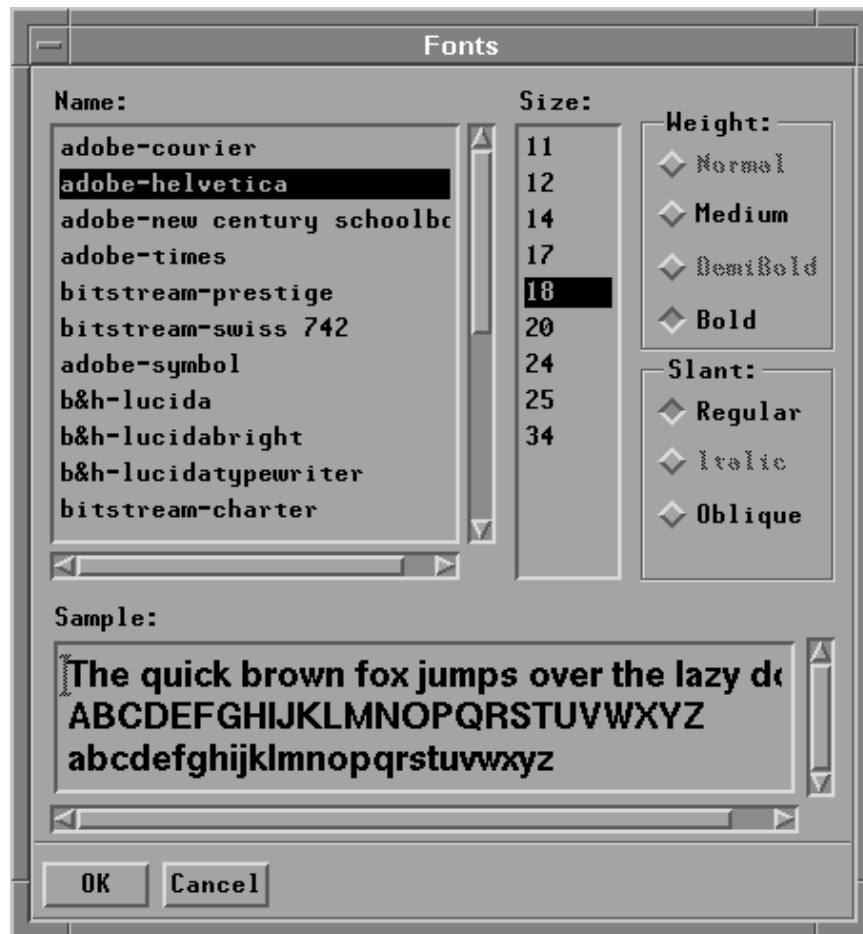 Fonts
Name:
adobe-courier
adobe-helvetica
adobe-new century schoolbo
adobe-times
bitstream-prestige
bitstream-swiss 742
adobe-symbol
b&h-lucida
b&h-lucidabright
b&h-lucidatypewriter
bitstream-charter
Size:
11
12
14
17
18
20
24
25
34
Weight:
Normal
Medium
DemiBold
Bold
Slant:
Regular
Italic
Oblique
Sample:
The quick brown fox jumps over the lazy do
ABCDEFGHIJKLMNOPQRSTUVWXYZ
abcdefghijklmnopqrstuvwxyz
OK
Cancel